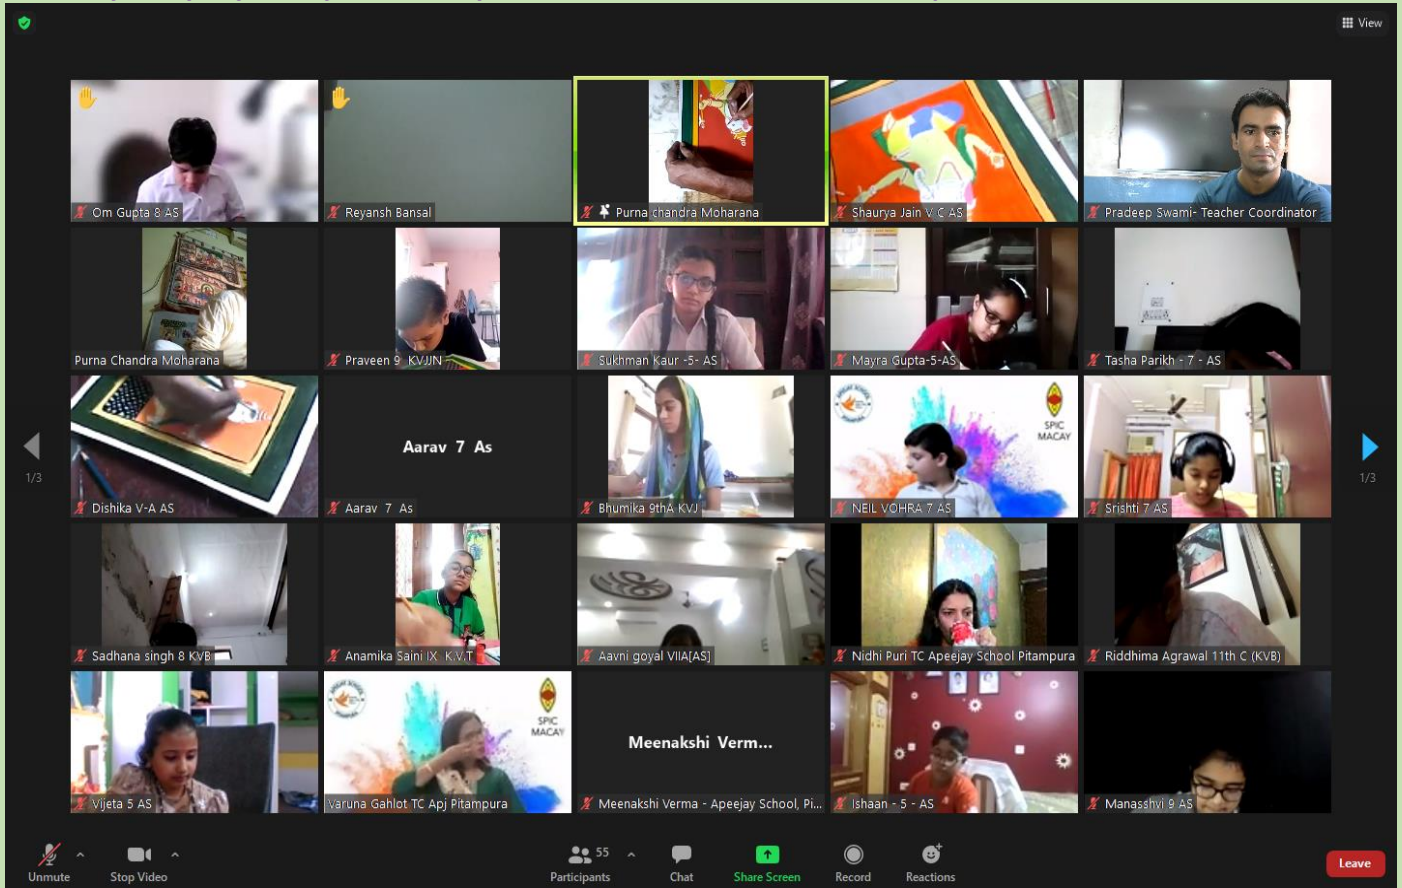 View
Om Gupta 8 AS
Reyansh Bansal
Purna chandra Moharana
Shaurya Jain V-C AS
Pradeep Swami- Teacher Coordinator
Purna Chandra Moharana
Praveen 9 KVJJN
Sukhman Kaur -5- AS
Mayra Gupta-5-AS
Tasha Parikh - 7 - AS
Dishika V-A AS
Aarav 7 As
Aarav 7 As
Bhumika 9thA KVJ
SPIC
MACAY
NEIL VOHRA 7 AS
Srishti 7 AS
1/3
1/3
Sadhana singh 8 KVB
Anamika Saini IX K.V.T
Aavni goyal VIIA[AS]
Nidhi Puri TC Apeejay School Pitampura
Riddhima Agrawal 11th C (KVB)
Vijeta 5 AS
SPIC
MACAY
Varuna Gahlot TC Apj Pitampura
Meenakshi Verm...
Meenakshi Verma - Apeejay School, Pi...
Ishaan - 5 - AS
Manasshvi 9 AS
Unmute
Stop Video
55
Participants
Chat
Share Screen
Record
Reactions
Leave